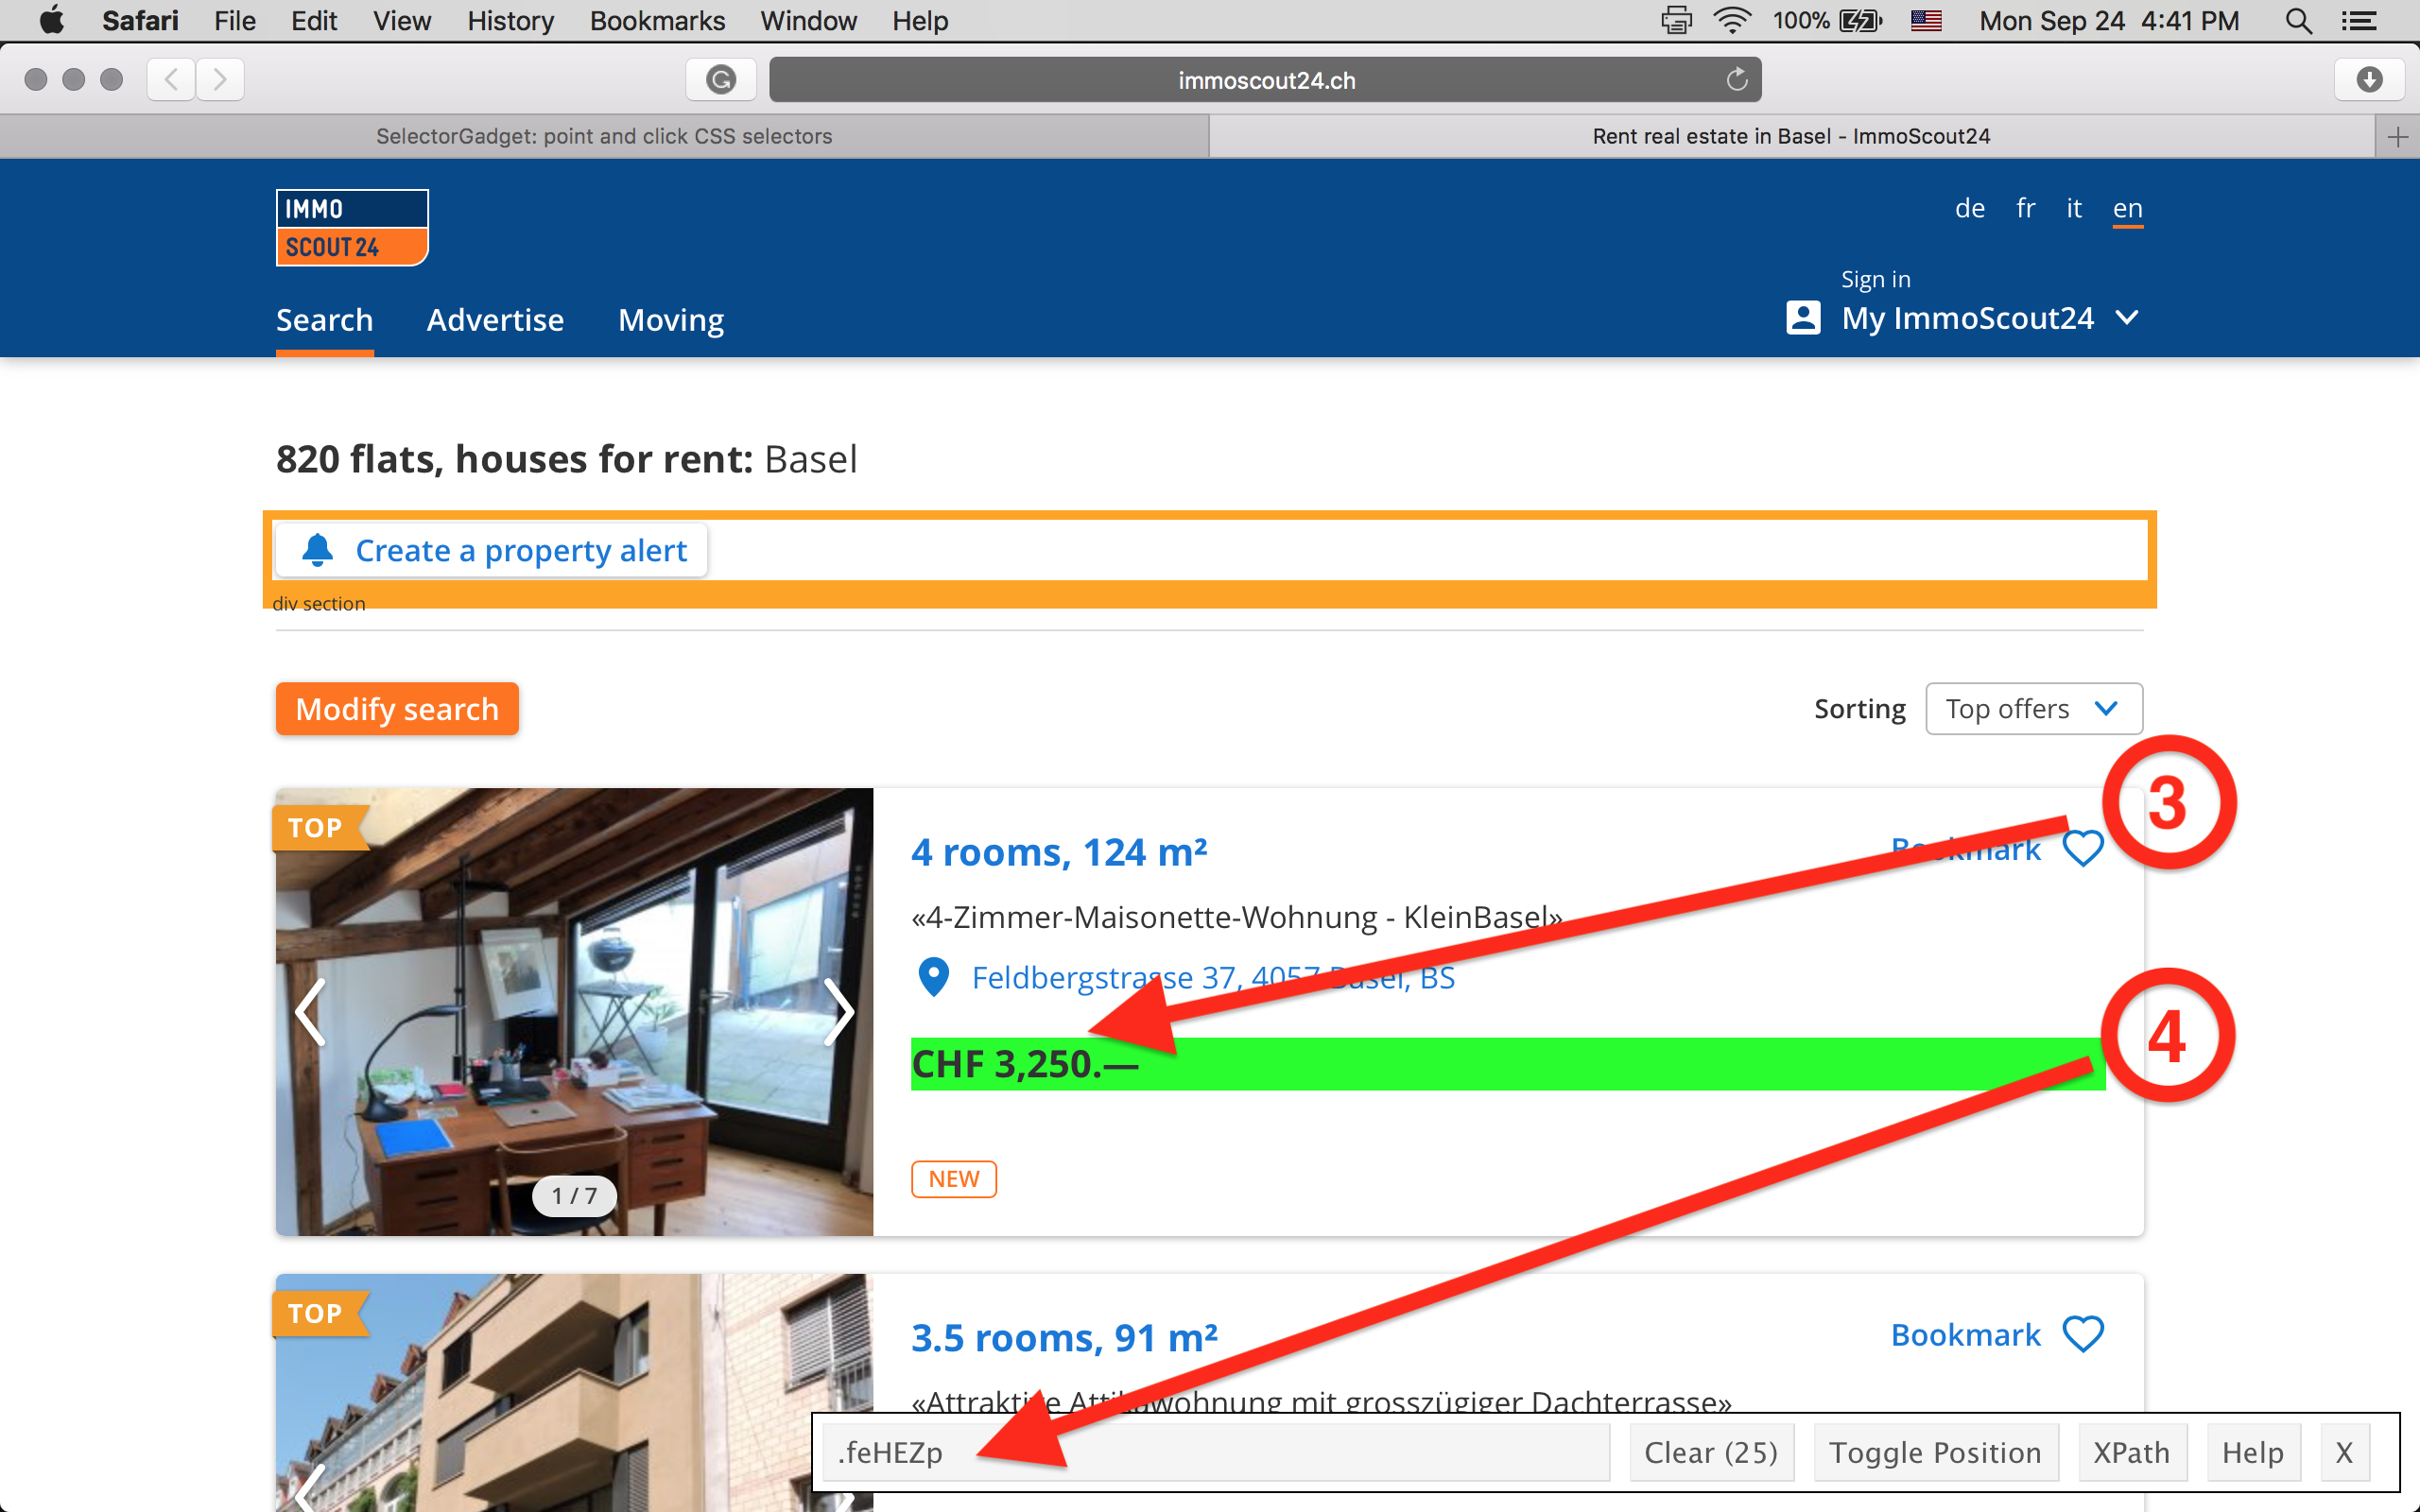 Safari File Edit View History Bookmarks Window Help 100% Mon Sep 24 4:41 PM
immoscout24.ch
SelectorGadget: point and click CSS selectors
Rent real estate in Basel - ImmoScout24
IMMO
SCOUT24
de fr it en
Sign in
My ImmoScout24
Search Advertise Moving
820 flats, houses for rent: Basel
Create a property alert
div section
Modify search
Sorting Top offers
3
TOP
4 rooms, 124 m²
Bookmark
«4-Zimmer-Maisonette-Wohnung - KleinBasel»
Feldbergstrasse 37, 4057 Basel, BS
4
CHF 3,250.—
NEW
1 / 7
TOP
3.5 rooms, 91 m²
Bookmark
«Attraktive Attikawohnung mit grosszügiger Dachterrasse»
.feHEZp
Clear (25) Toggle Position XPath Help X